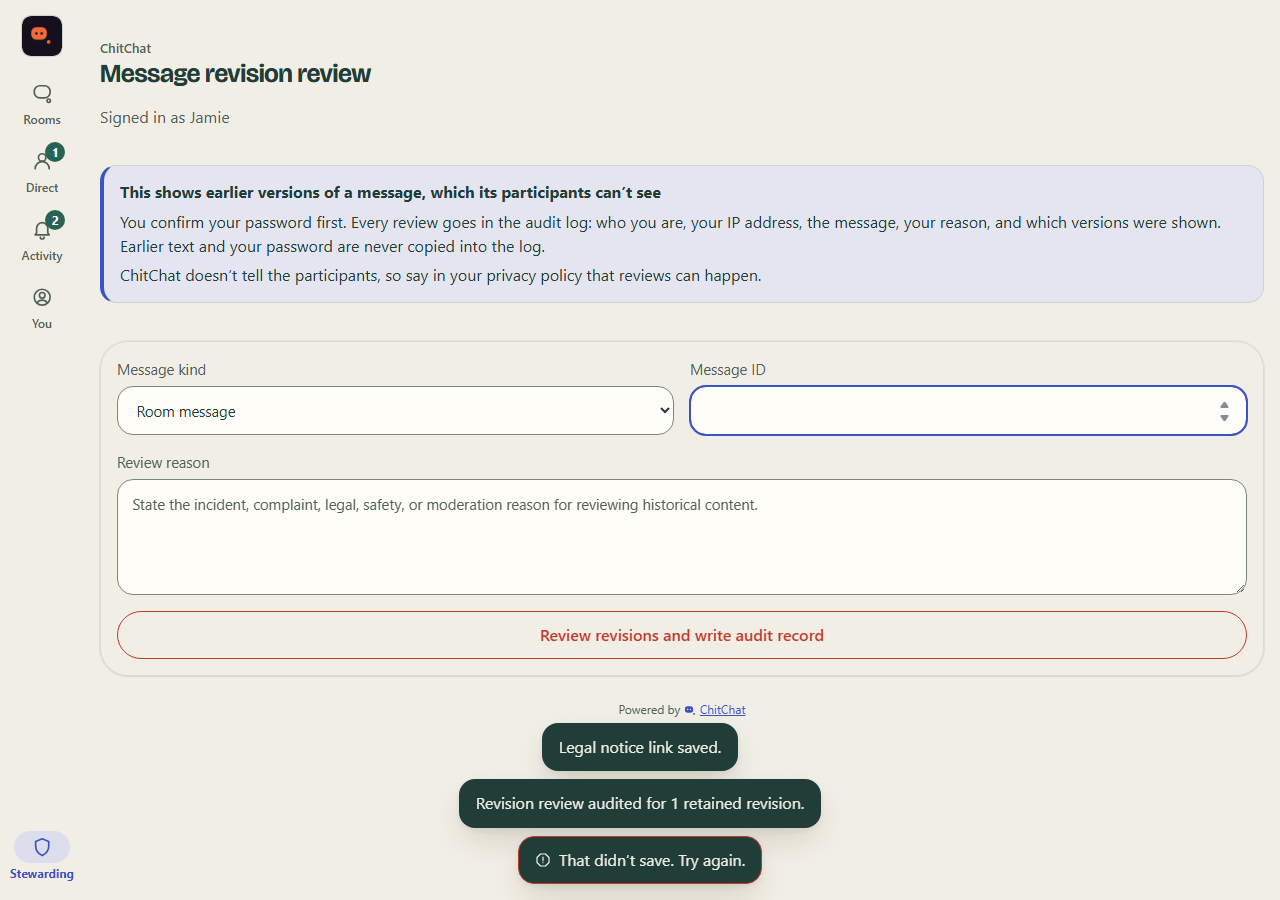 ChitChat
Message revision review
Signed in as Jamie
Rooms
1
Direct
2
Activity
You
This shows earlier versions of a message, which its participants can’t see
You confirm your password first. Every review goes in the audit log: who you are, your IP address, the message, your reason, and which versions were shown.
Earlier text and your password are never copied into the log.
ChitChat doesn’t tell the participants, so say in your privacy policy that reviews can happen.
Message kind
Message ID
Room message
Review reason
State the incident, complaint, legal, safety, or moderation reason for reviewing historical content.
Review revisions and write audit record
Powered by ChitChat
Legal notice link saved.
Revision review audited for 1 retained revision.
That didn’t save. Try again.
Stewarding